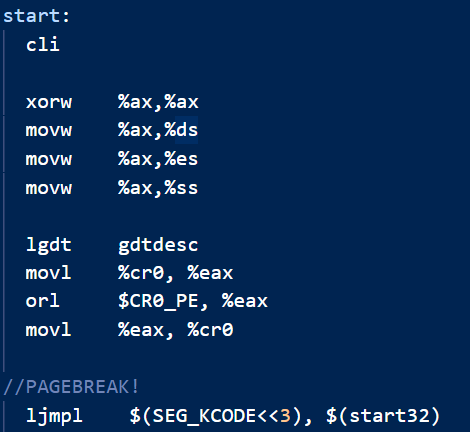 start:
  cli

  xorw    %ax,%ax
  movw    %ax,%ds
  movw    %ax,%es
  movw    %ax,%ss

  lgdt    gdtdesc
  movl    %cr0, %eax
  orl     $CR0_PE, %eax
  movl    %eax, %cr0

//PAGEBREAK!
  ljmpl    $(SEG_KCODE<<3), $(start32)